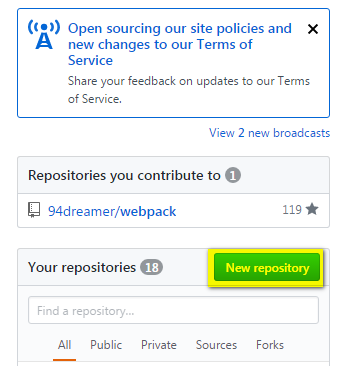 Open sourcing our site policies and
new changes to our Terms of
Service
Share your feedback on updates to our Terms
of Service.
View 2 new broadcasts
Repositories you contribute to 1
94dreamer/webpack 119
Your repositories 18 New repository
Find a repository...
All Public Private Sources Forks